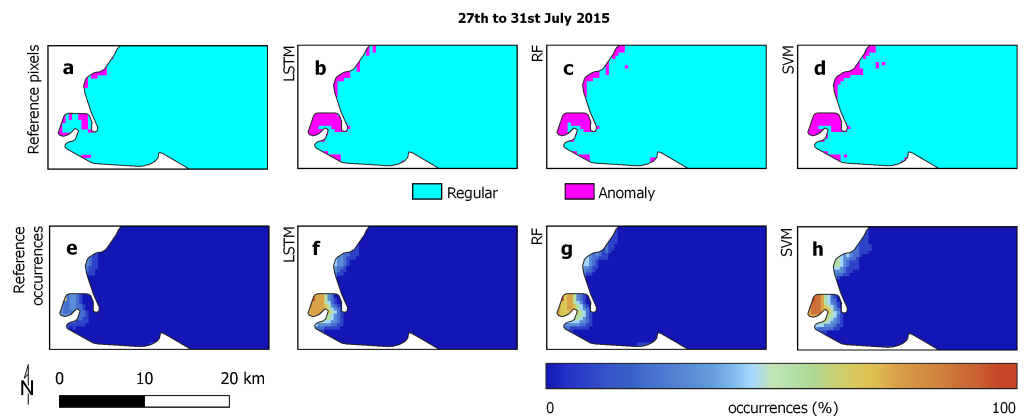 27th to 31st July 2015
Reference pixels
a
LSTM
b
RF
c
SVM
d
Regular
Anomaly
Reference
occurrences
e
LSTM
f
RF
g
SVM
h
N
0 10 20 km
0 occurrences (%) 100